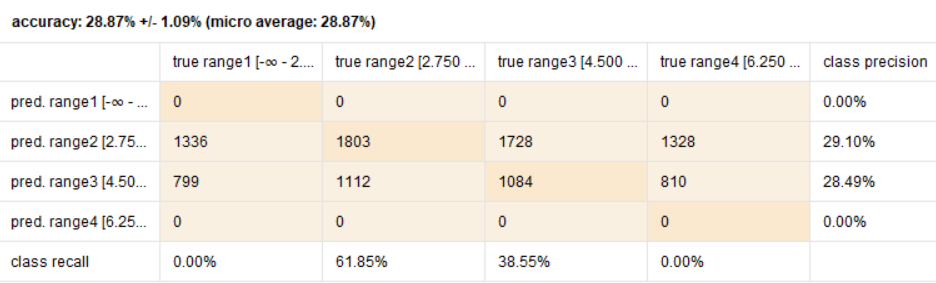 accuracy: 28.87% +/- 1.09% (micro average: 28.87%)
true range1 [-∞ - 2.... true range2 [2.750 ... true range3 [4.500 ... true range4 [6.250 ... class precision
pred. range1 [-∞ - ... 0 0 0 0 0.00%
pred. range2 [2.75... 1336 1803 1728 1328 29.10%
pred. range3 [4.50... 799 1112 1084 810 28.49%
pred. range4 [6.25... 0 0 0 0 0.00%
class recall 0.00% 61.85% 38.55% 0.00%